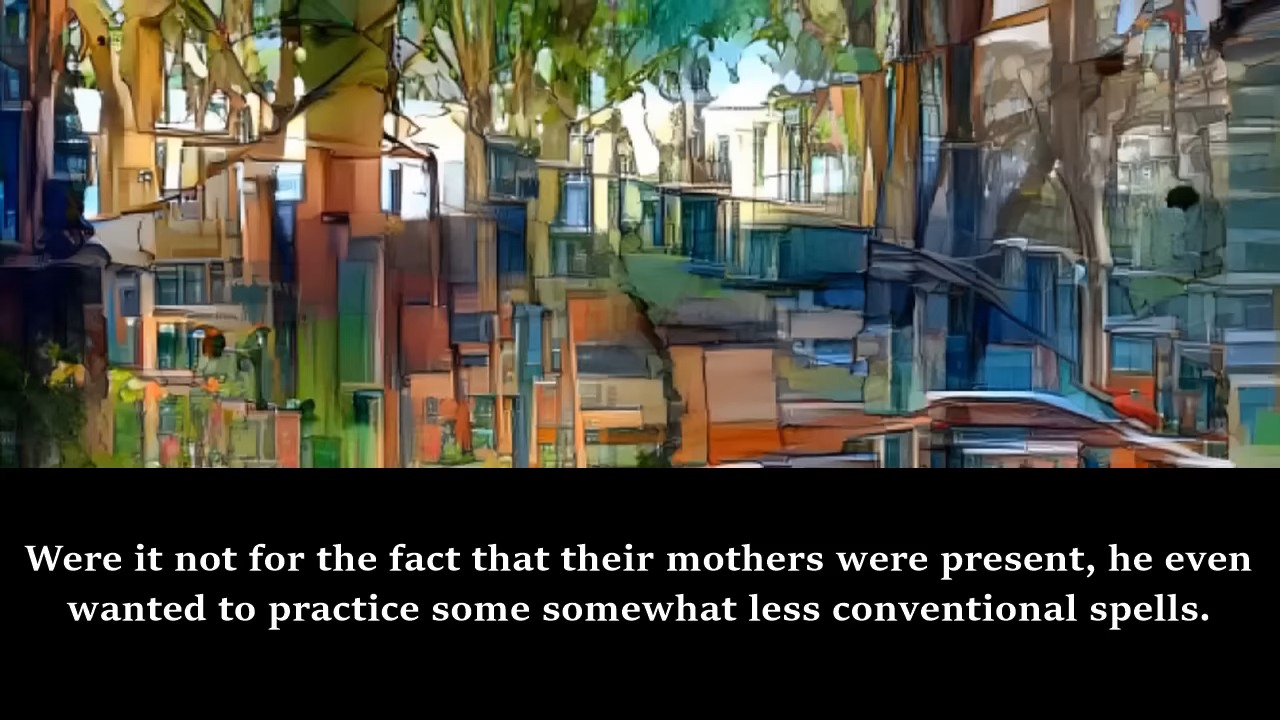 Were it not for the fact that their mothers were present, he even
wanted to practice some somewhat less conventional spells.